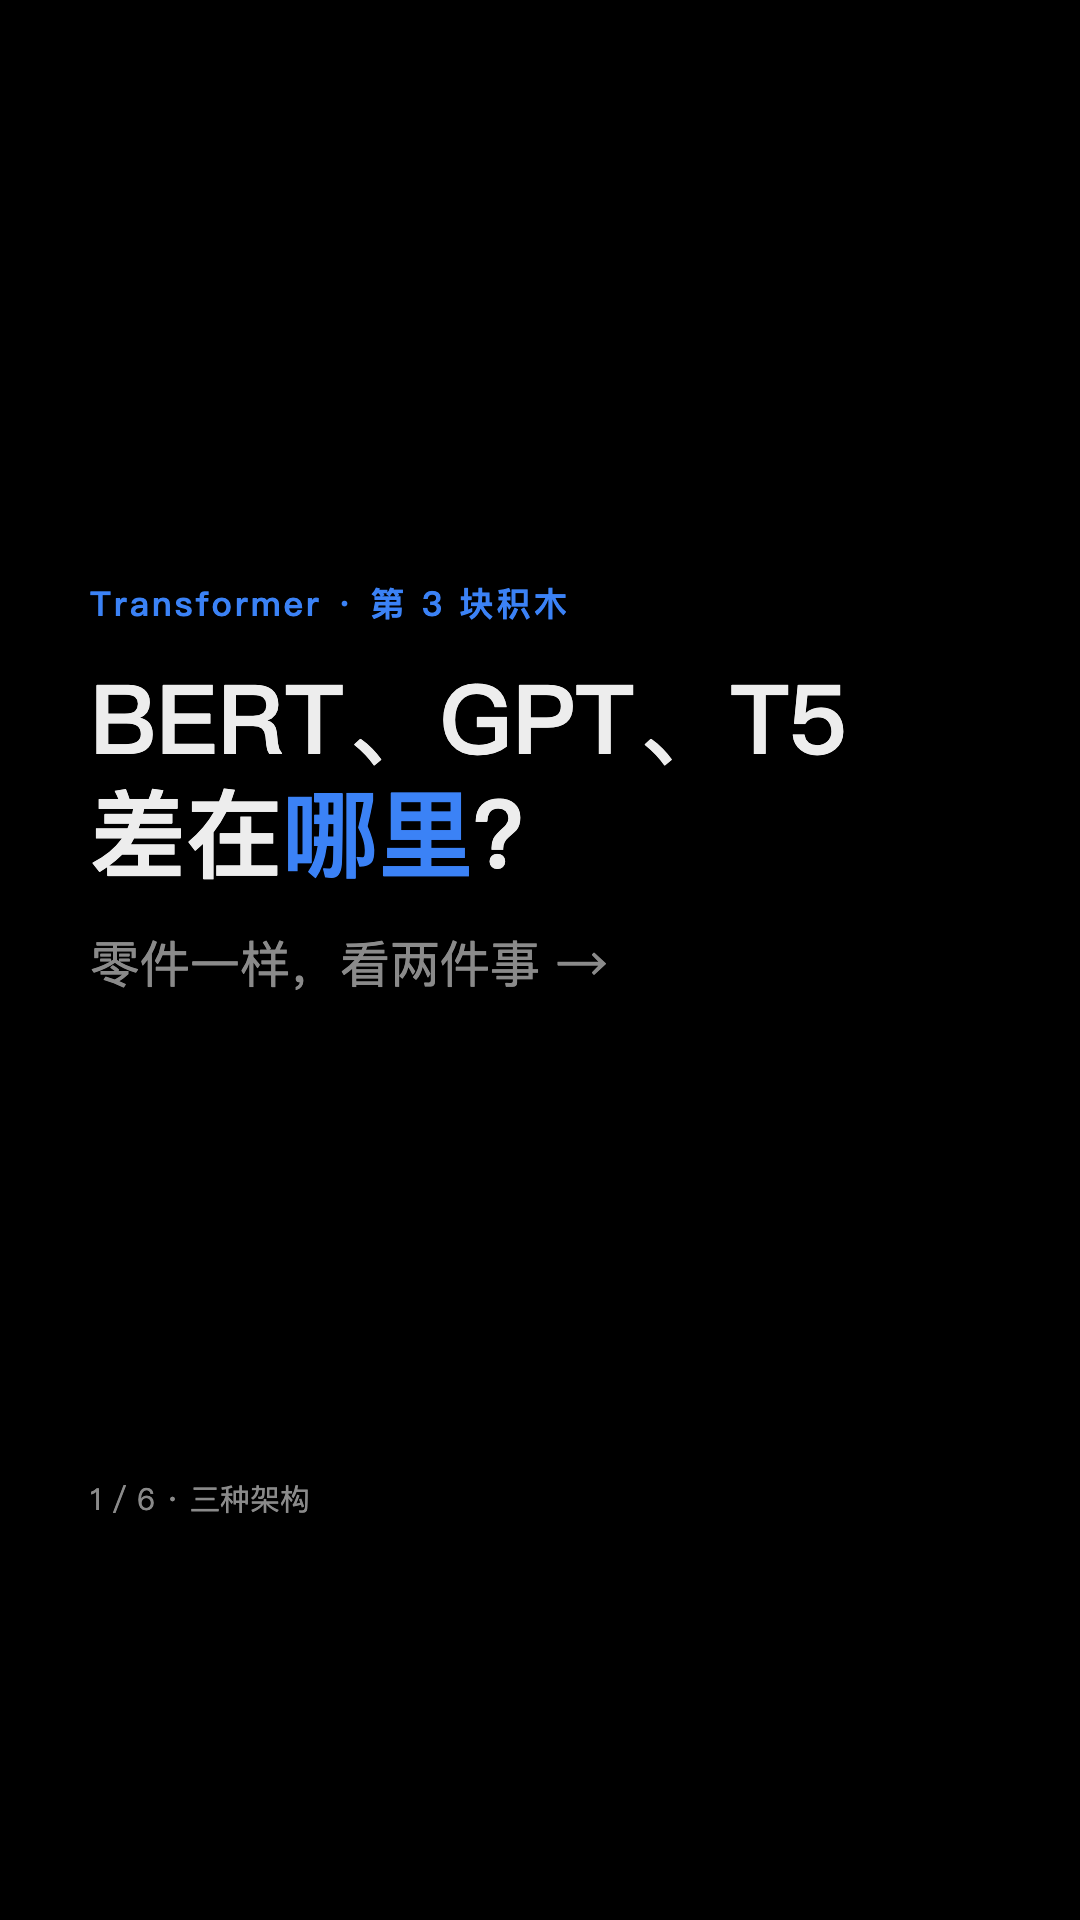 Transformer · 第 3 块积木
BERT、GPT、T5
差在哪里?
零件一样，看两件事 →
1 / 6 · 三种架构